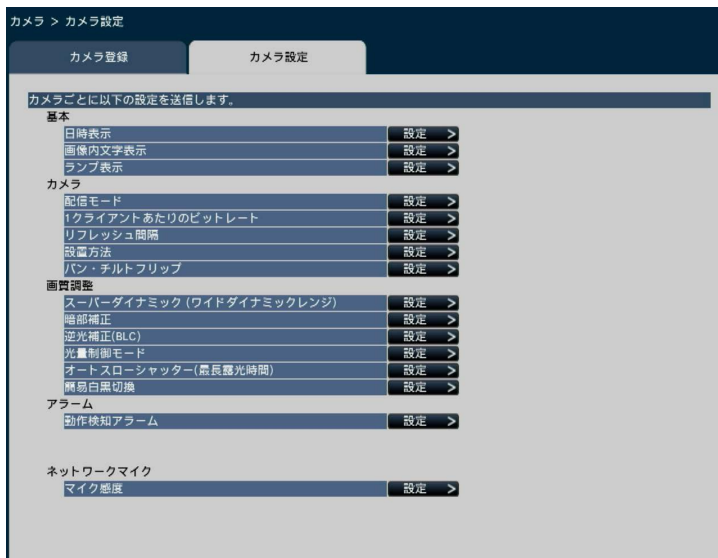 カメラ > カメラ設定
カメラ登録 カメラ設定
カメラごとに以下の設定を送信します。
基本
日時表示 設定 >
画像内文字表示 設定 >
ランプ表示 設定 >
カメラ
配信モード 設定 >
1クライアントあたりのビットレート 設定 >
リフレッシュ間隔 設定 >
設置方法 設定 >
パン・チルトフリップ 設定 >
画質調整
スーパーダイナミック (ワイドダイナミックレンジ) 設定 >
暗部補正 設定 >
逆光補正(BLC) 設定 >
光量制御モード 設定 >
オートスローシャッター(最長露光時間) 設定 >
簡易白黒切換 設定 >
アラーム
動作検知アラーム 設定 >
ネットワークマイク
マイク感度 設定 >